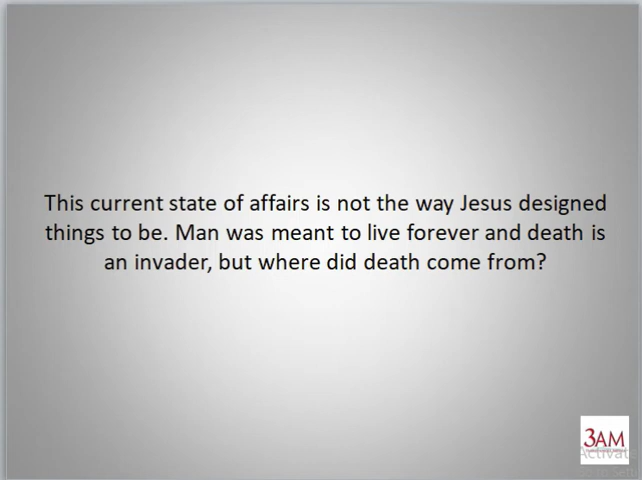 This current state of affairs is not the way Jesus designed
things to be. Man was meant to live forever and death is
an invader, but where did death come from?
3AM
Activate